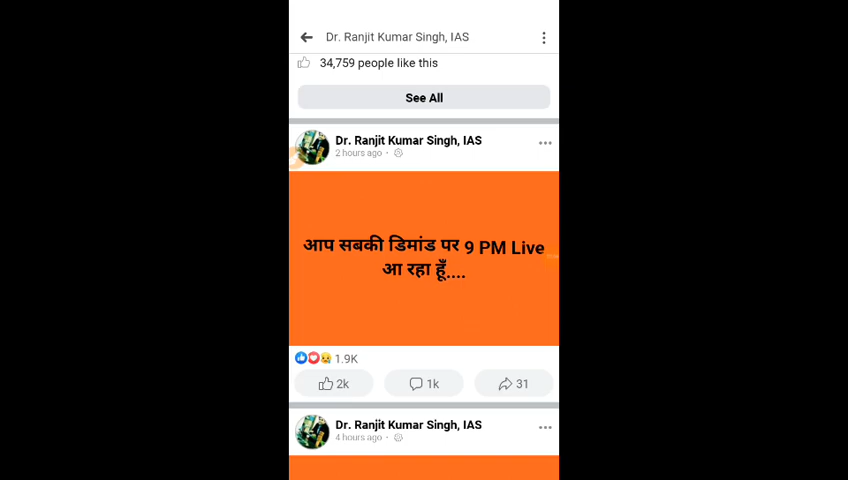 Dr. Ranjit Kumar Singh, IAS
34,759 people like this
See All
Dr. Ranjit Kumar Singh, IAS
2 hours ago
आप सबकी डिमांड पर 9 PM Live
आ रहा हूँ....
1.9K
2k 1k 31
Dr. Ranjit Kumar Singh, IAS
4 hours ago